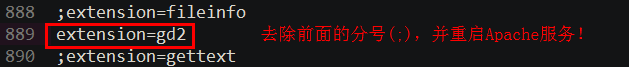 888 ;extension=fileinfo
889 extension=gd2 去除前面的分号(;),并重启Apache服务!
890 ;extension=gettext